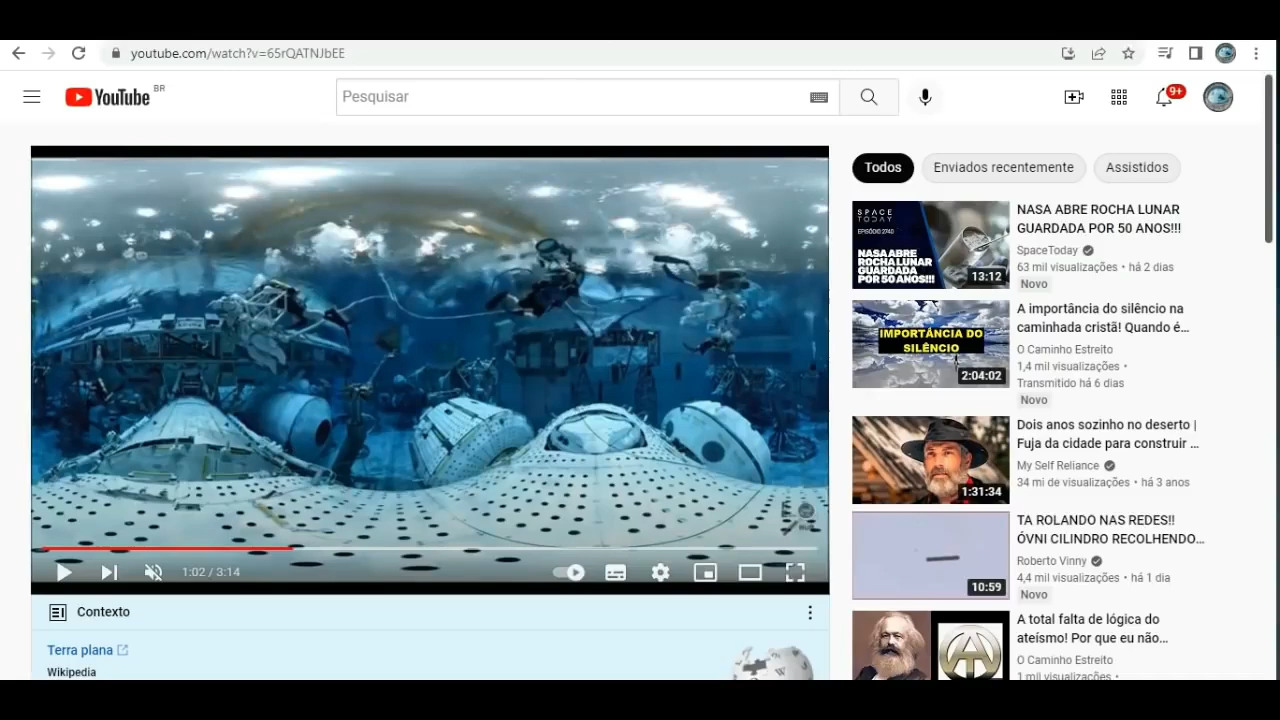 youtube.com/watch?v=65rQATNJbEE
YouTube BR
Pesquisar
9+
Todos
Enviados recentemente
Assistidos
SPACE
TODAY
EPISÓDIO 2740
NASA ABRE
ROCHA LUNAR
GUARDADA
POR 50 ANOS!!!
13:12
NASA ABRE ROCHA LUNAR
GUARDADA POR 50 ANOS!!!
SpaceToday
63 mil visualizações • há 2 dias
Novo
IMPORTÂNCIA DO
SILÊNCIO
2:04:02
A importância do silêncio na
caminhada cristã! Quando é...
O Caminho Estreito
1,4 mil visualizações •
Transmitido há 6 dias
Novo
1:31:34
Dois anos sozinho no deserto |
Fuja da cidade para construir ...
My Self Reliance
34 mi de visualizações • há 3 anos
10:59
TA ROLANDO NAS REDES!!
ÓVNI CILINDRO RECOLHENDO...
Roberto Vinny
4,4 mil visualizações • há 1 dia
Novo
A total falta de lógica do
ateísmo! Por que eu não...
O Caminho Estreito
1 mil visualizações •
1:02 / 3:14
Contexto
Terra plana
Wikipedia